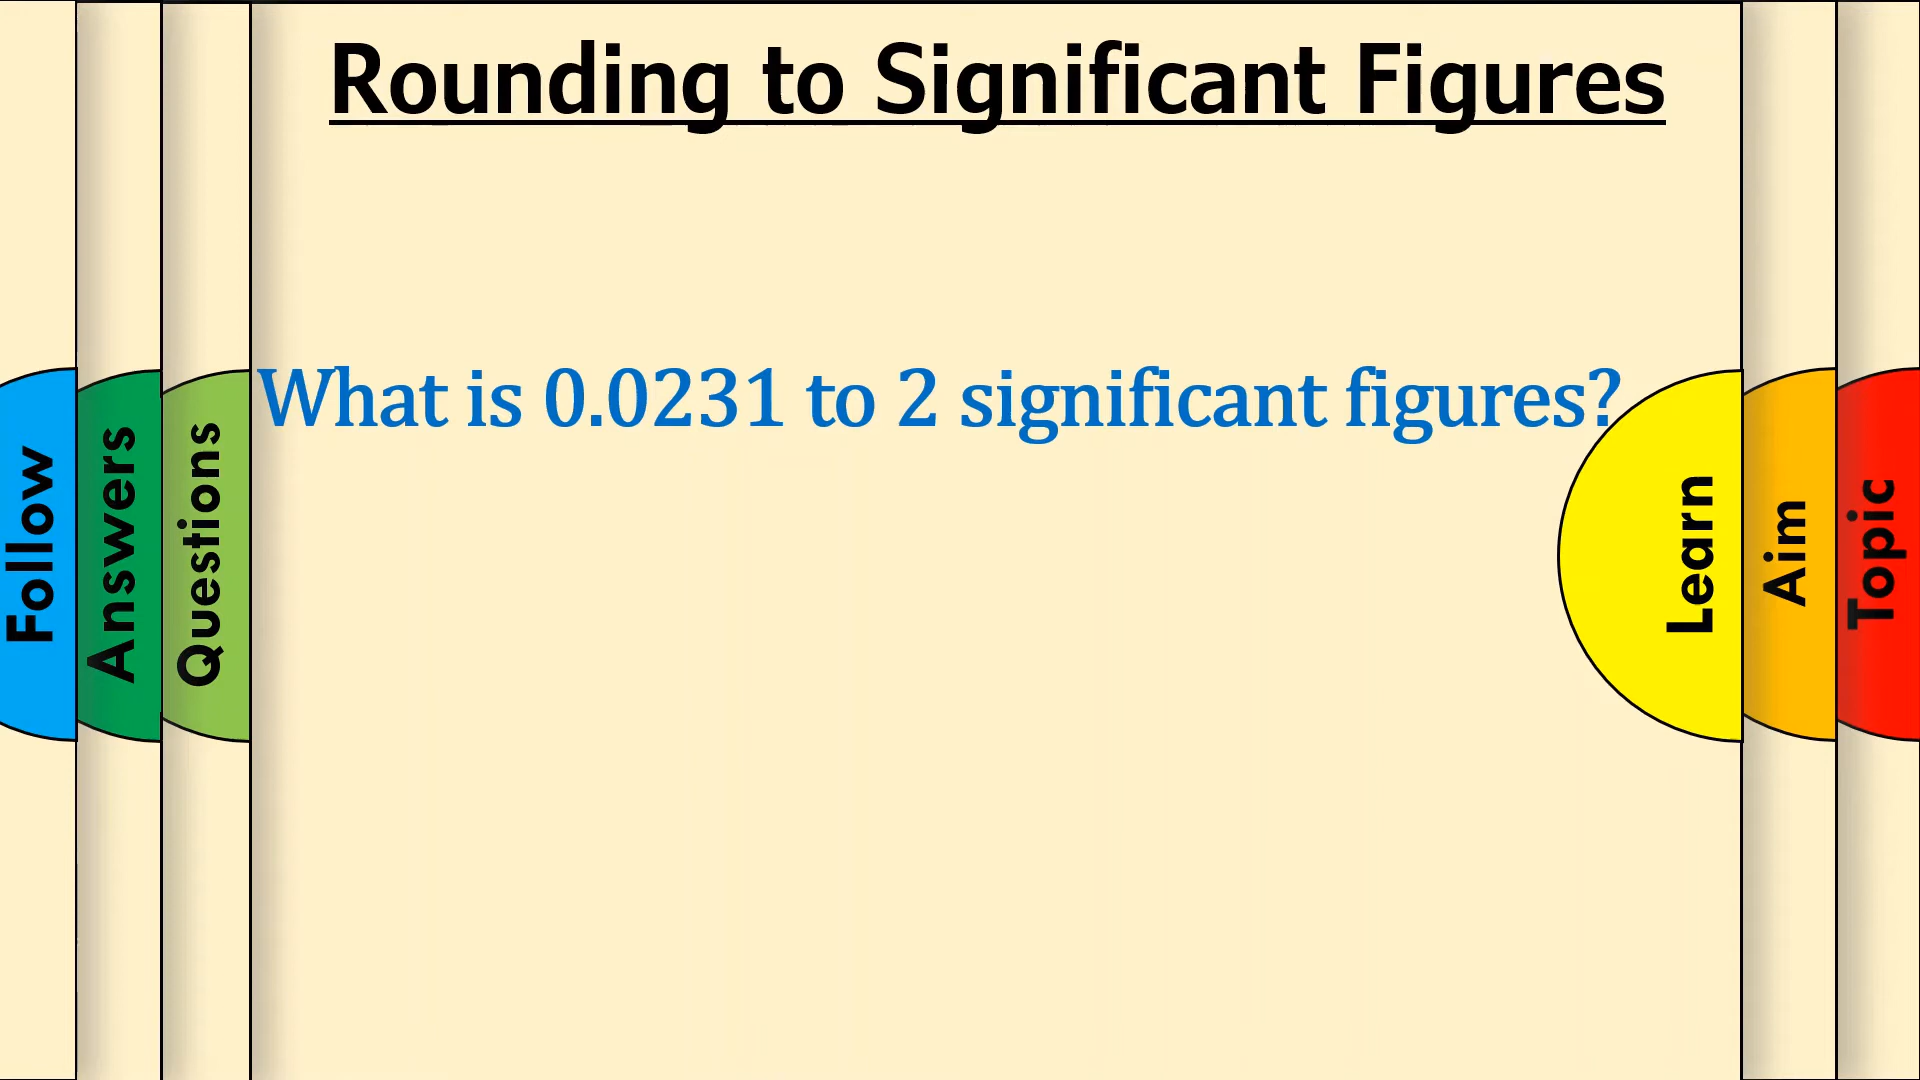 Rounding to Significant Figures
What is 0.0231 to 2 significant figures?
Follow
Answers
Questions
Learn
Aim
Topic